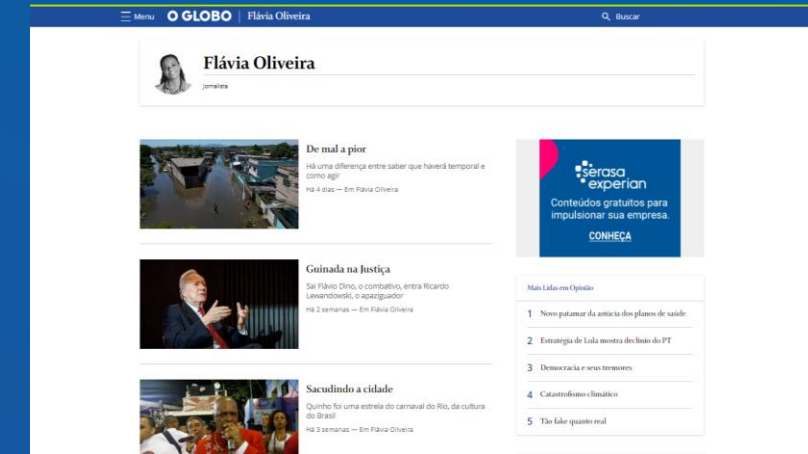 Menu O GLOBO | Flávia Oliveira Buscar
Flávia Oliveira
Jornalista
De mal a pior
Há uma diferença entre saber que haverá temporal e
como agir
Há 4 dias — Em Flávia Oliveira
Guinada na Justiça
Sai Flávio Dino, o combativo, entra Ricardo
Lewandowski, o apaziguador
Há 2 semanas — Em Flávia Oliveira
Sacudindo a cidade
Quinho foi uma estrela do carnaval do Rio, da cultura
do Brasil
Há 3 semanas — Em Flávia Oliveira
serasa
experian
Conteúdos gratuitos para
impulsionar sua empresa.
CONHEÇA
Mais Lidas em Opinião
1 Novo patamar da astúcia dos planos de saúde
2 Estratégia de Lula mostra declínio do PT
3 Democracia e seus tremores
4 Catastrofismo climático
5 Tão fake quanto real